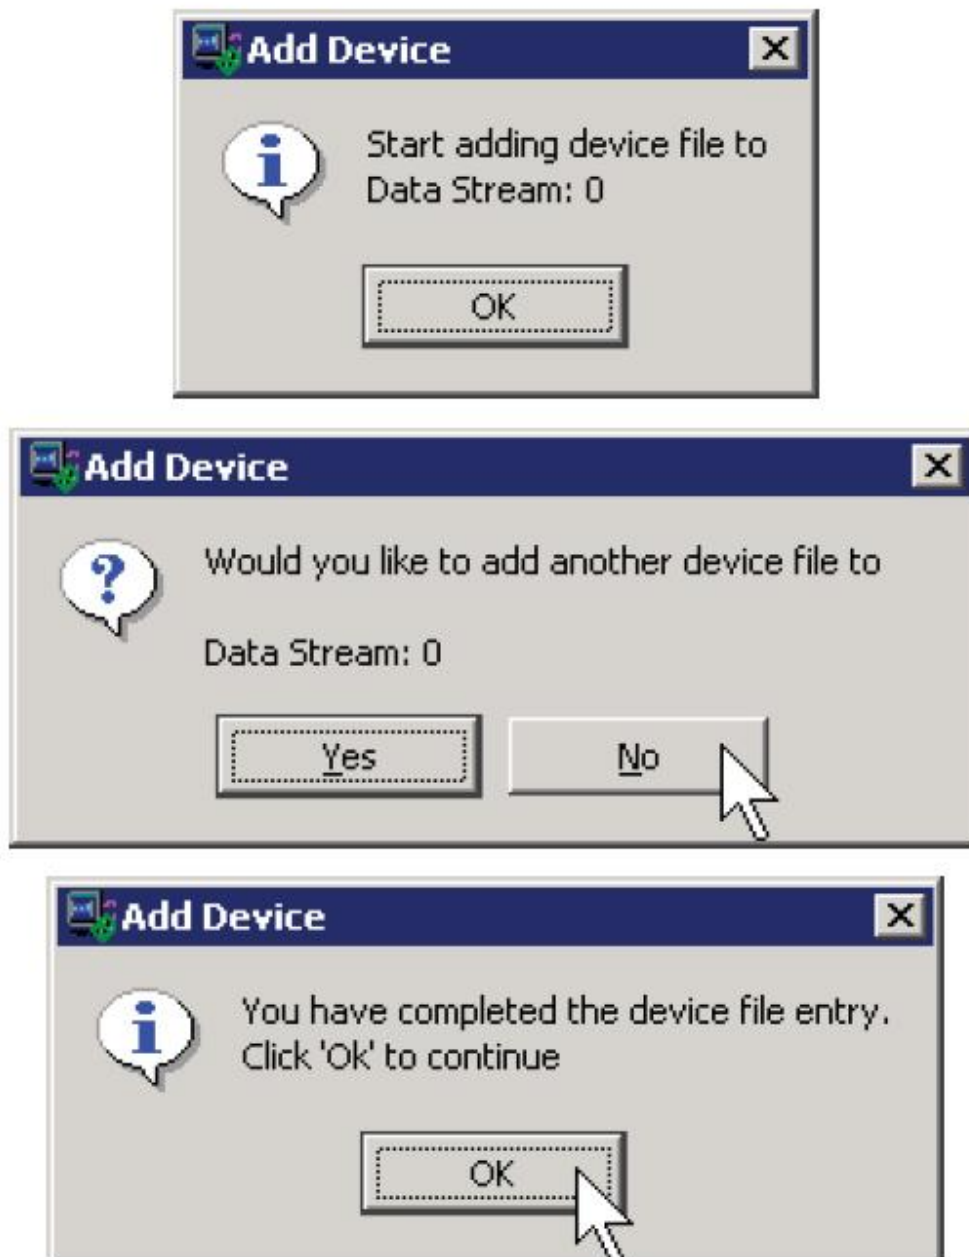 Add Device
Start adding device file to
Data Stream: 0
OK
Add Device
Would you like to add another device file to
Data Stream: 0
Yes No
Add Device
You have completed the device file entry.
Click 'Ok' to continue
OK